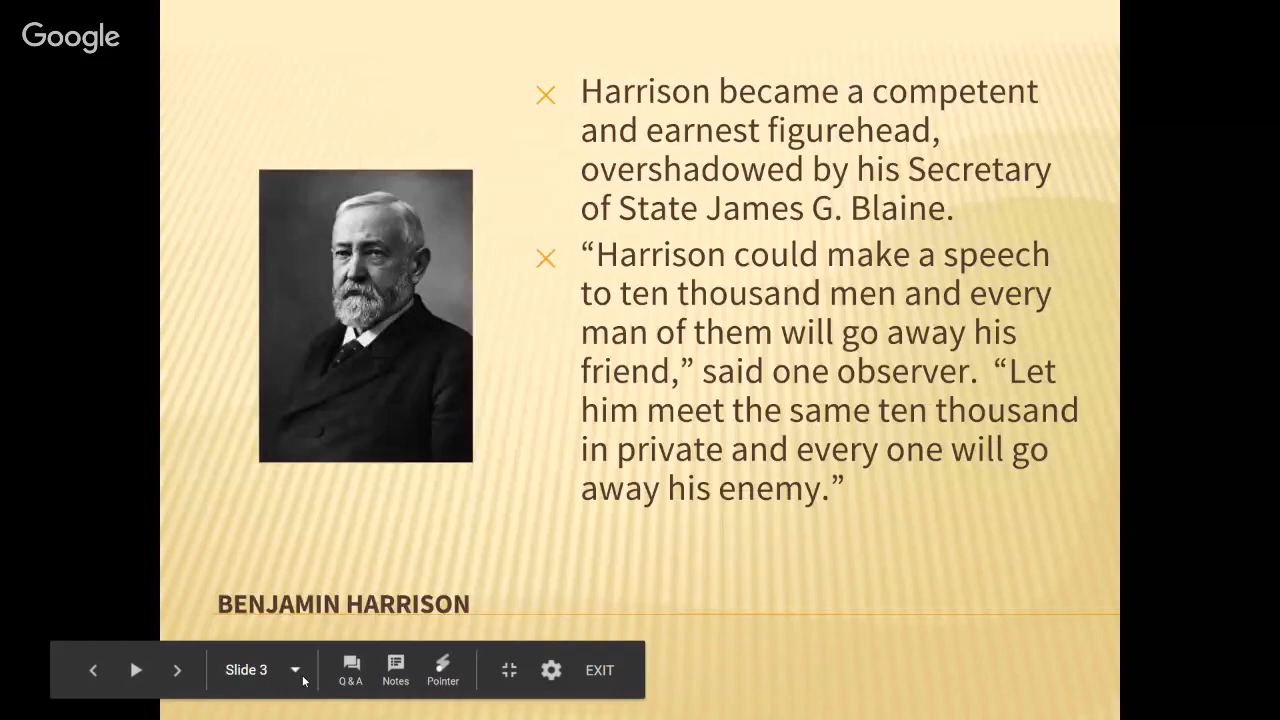 Google
Harrison became a competent
and earnest figurehead,
overshadowed by his Secretary
of State James G. Blaine.
“Harrison could make a speech
to ten thousand men and every
man of them will go away his
friend,” said one observer.  “Let
him meet the same ten thousand
in private and every one will go
away his enemy.”
BENJAMIN HARRISON
Slide 3
Q & A
Notes
Pointer
EXIT